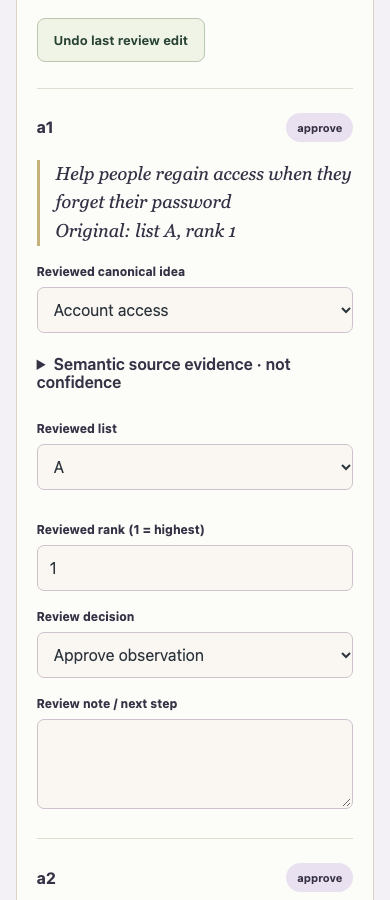 Undo last review edit
a1
approve
Help people regain access when they
forget their password
Original: list A, rank 1
Reviewed canonical idea
Account access
Semantic source evidence · not
confidence
Reviewed list
A
Reviewed rank (1 = highest)
1
Review decision
Approve observation
Review note / next step
a2
approve